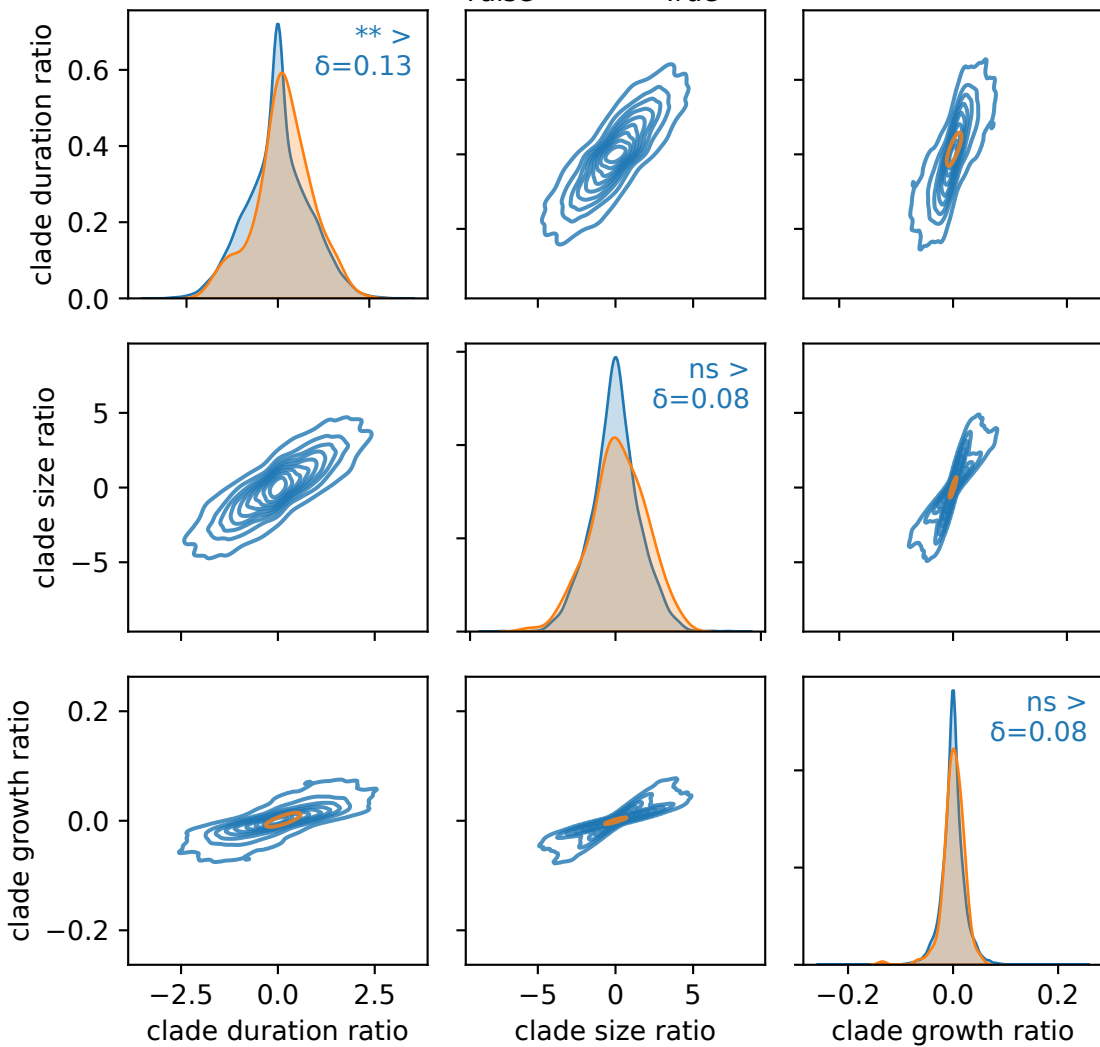 clade duration ratio
0.6
0.4
0.2
0.0
** >
δ=0.13
clade size ratio
5
0
−5
ns >
δ=0.08
clade growth ratio
0.2
0.0
−0.2
ns >
δ=0.08
−2.5 0.0 2.5
−5 0 5
−0.2 0.0 0.2
clade duration ratio
clade size ratio
clade growth ratio